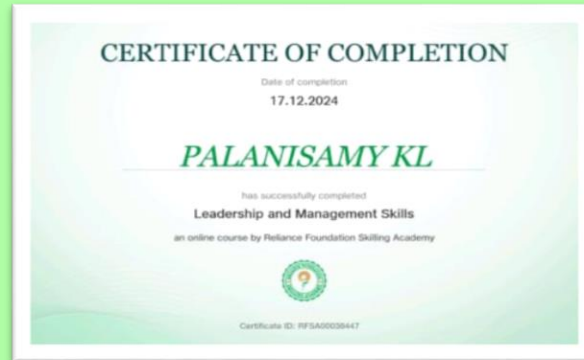 CERTIFICATE OF COMPLETION
Date of completion
17.12.2024
PALANISAMY KL
has successfully completed
Leadership and Management Skills
an online course by Reliance Foundation Skilling Academy
Certificate ID: RFSA00038447